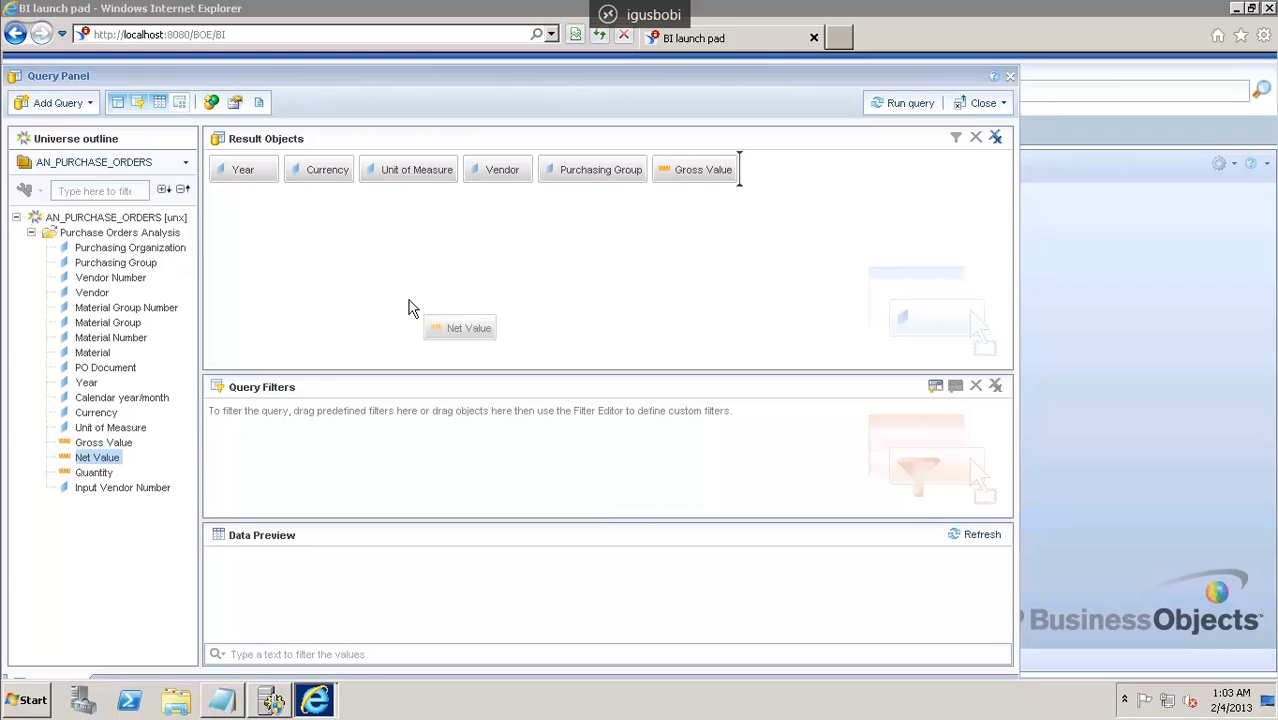 BI launch pad - Windows Internet Explorer
igusbobi
http://localhost:8080/BOE/BI
BI launch pad
Query Panel
Add Query
Run query
Close
Universe outline
AN_PURCHASE_ORDERS
Type here to filte
AN_PURCHASE_ORDERS [unx]
Purchase Orders Analysis
Purchasing Organization
Purchasing Group
Vendor Number
Vendor
Material Group Number
Material Group
Material Number
Material
PO Document
Year
Calendar year/month
Currency
Unit of Measure
Gross Value
Net Value
Quantity
Input Vendor Number
Result Objects
Year
Currency
Unit of Measure
Vendor
Purchasing Group
Gross Value
Net Value
Query Filters
To filter the query, drag predefined filters here or drag objects here then use the Filter Editor to define custom filters.
Data Preview
Refresh
Type a text to filter the values
BusinessObjects
Start
1:03 AM
2/4/2013